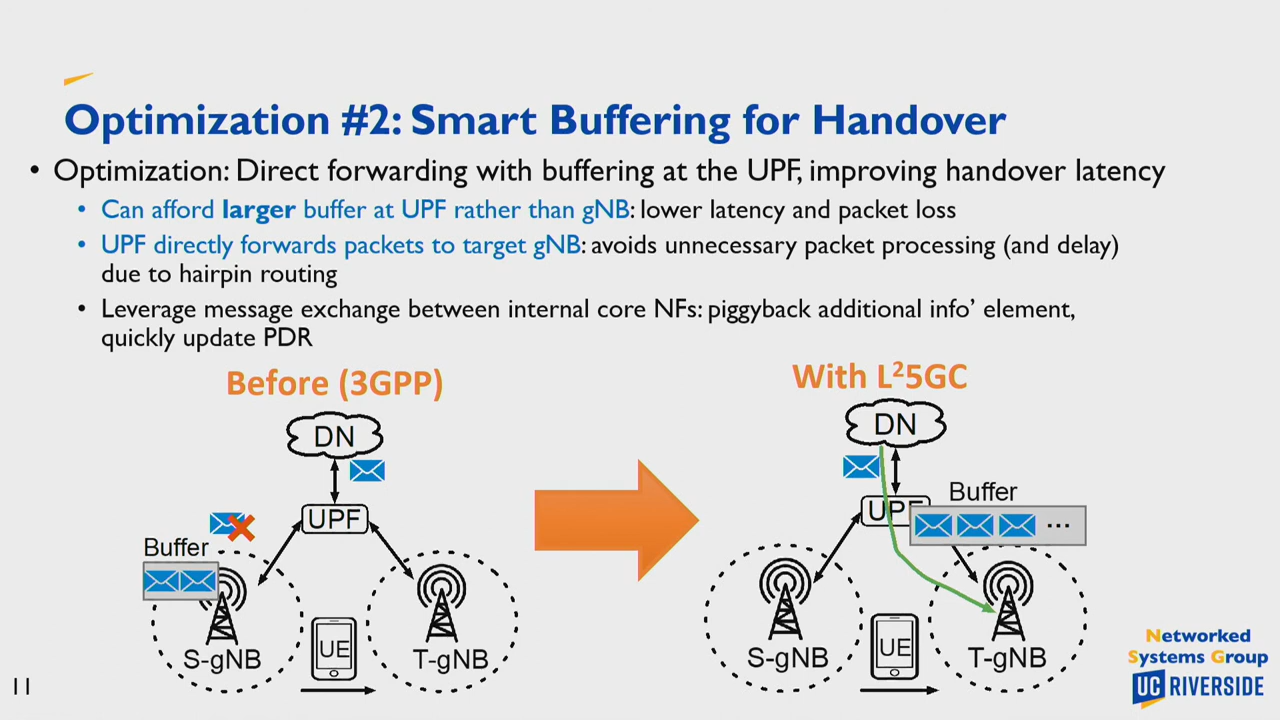 Optimization #2: Smart Buffering for Handover
• Optimization: Direct forwarding with buffering at the UPF, improving handover latency
• Can afford larger buffer at UPF rather than gNB: lower latency and packet loss
• UPF directly forwards packets to target gNB: avoids unnecessary packet processing (and delay)
due to hairpin routing
• Leverage message exchange between internal core NFs: piggyback additional info’ element,
quickly update PDR
Before (3GPP)
DN
UPF
Buffer
S-gNB
UE
T-gNB
With L²5GC
DN
UPF
Buffer
...
S-gNB
UE
T-gNB
Networked
Systems Group
UC RIVERSIDE
11